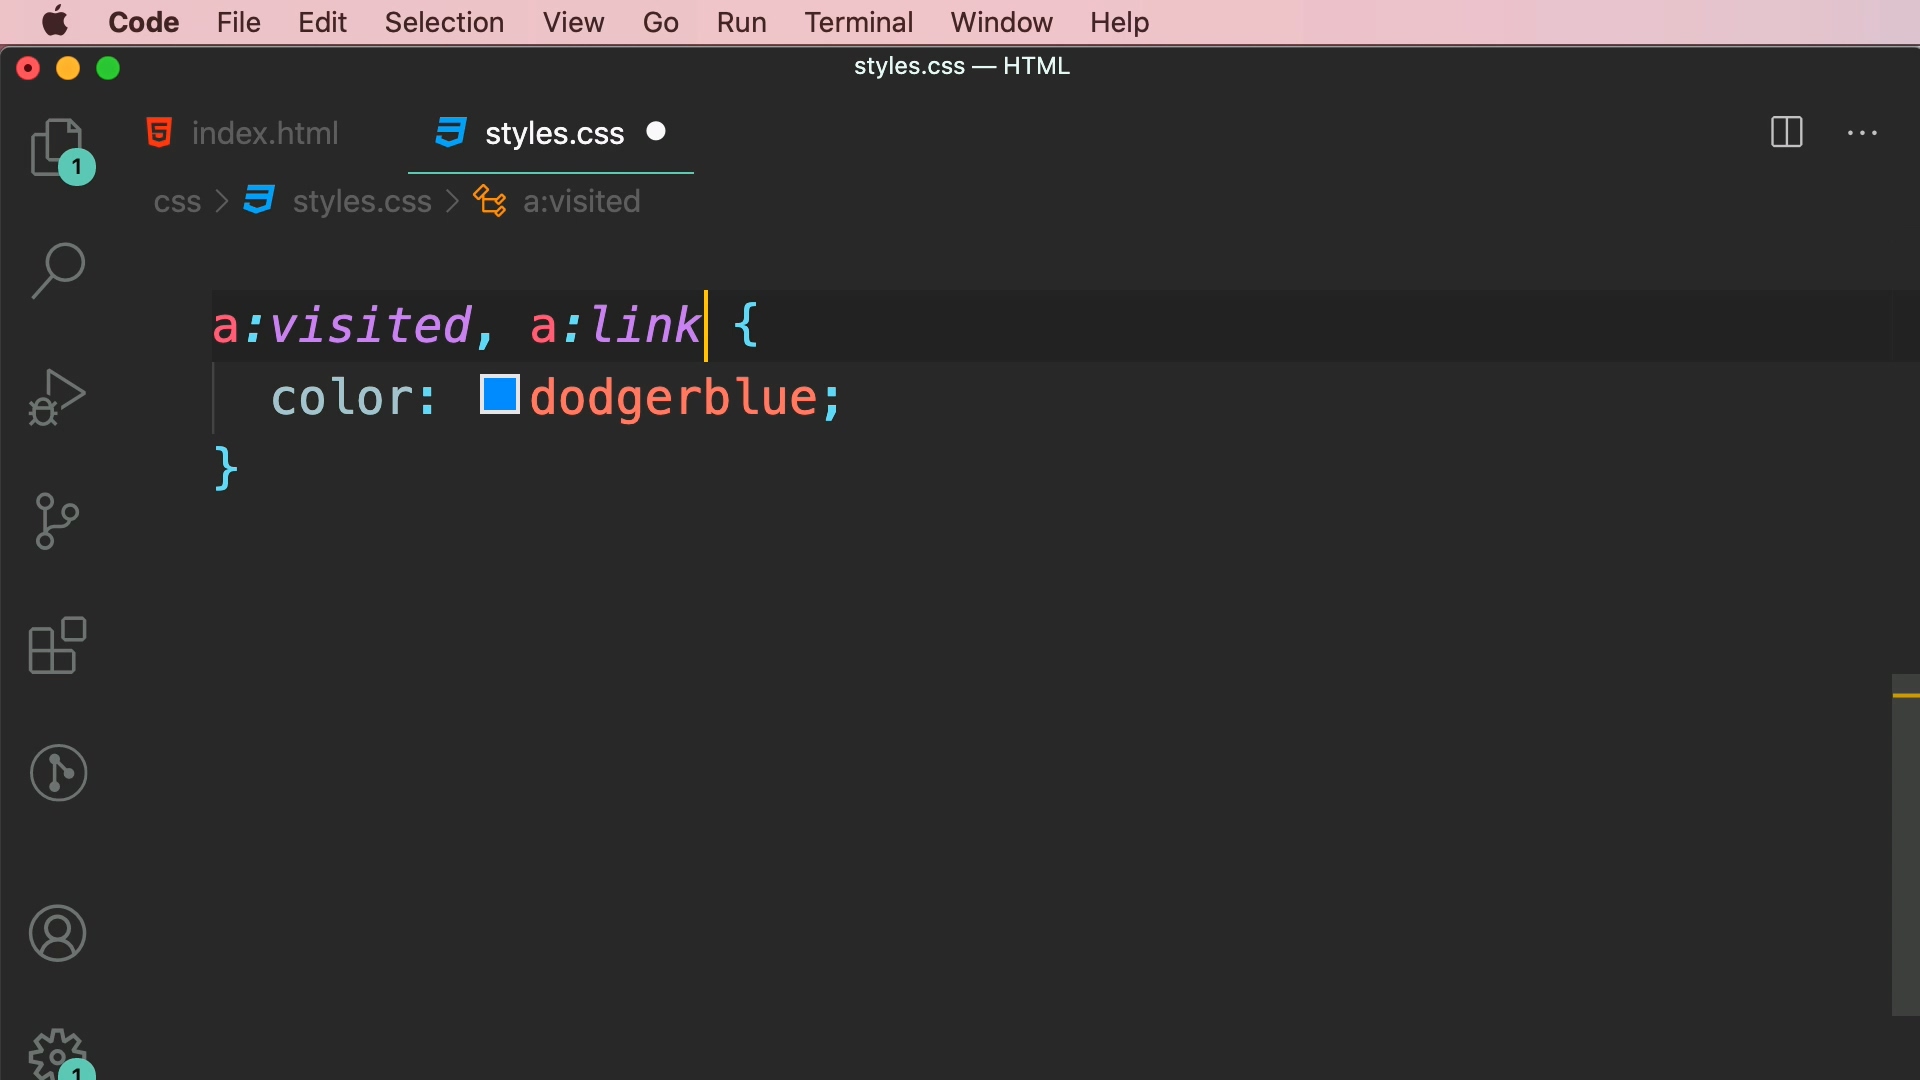 Code File Edit Selection View Go Run Terminal Window Help
styles.css — HTML
1
index.html
styles.css
css > styles.css > a:visited
a:visited, a:link {
color: dodgerblue;
}
1